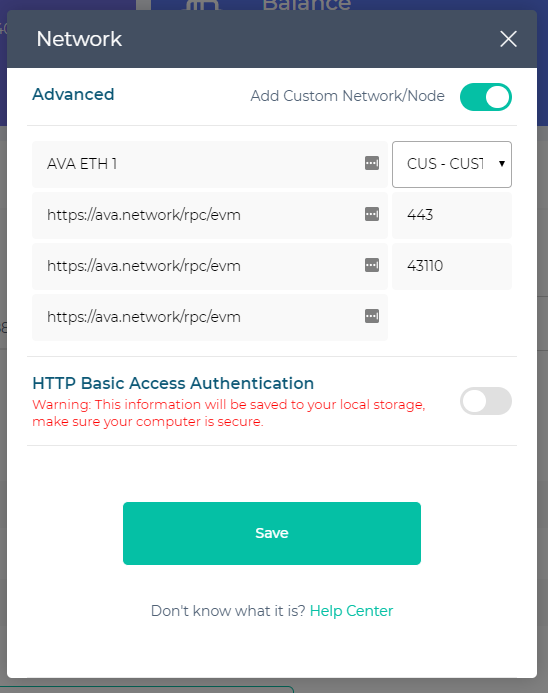 Balance
Network
Advanced
Add Custom Network/Node
AVA ETH 1
CUS - CUST
https://ava.network/rpc/evm
443
https://ava.network/rpc/evm
43110
https://ava.network/rpc/evm
HTTP Basic Access Authentication
Warning: This information will be saved to your local storage,
make sure your computer is secure.
Save
Don't know what it is? Help Center